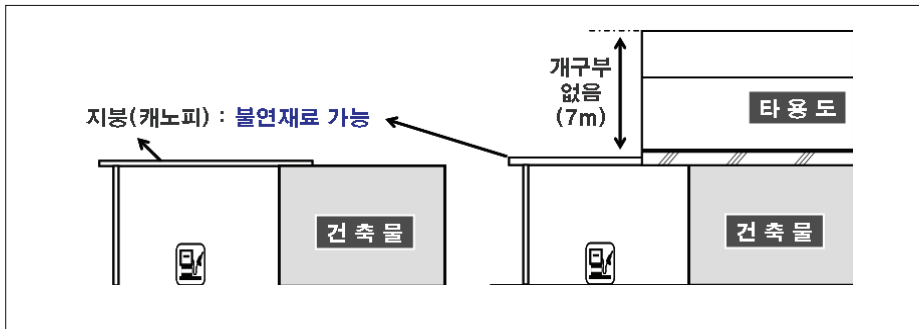 개구부
없음
(7m)
타 용 도
지붕(캐노피) : 불연재료 가능
건 축 물
건 축 물